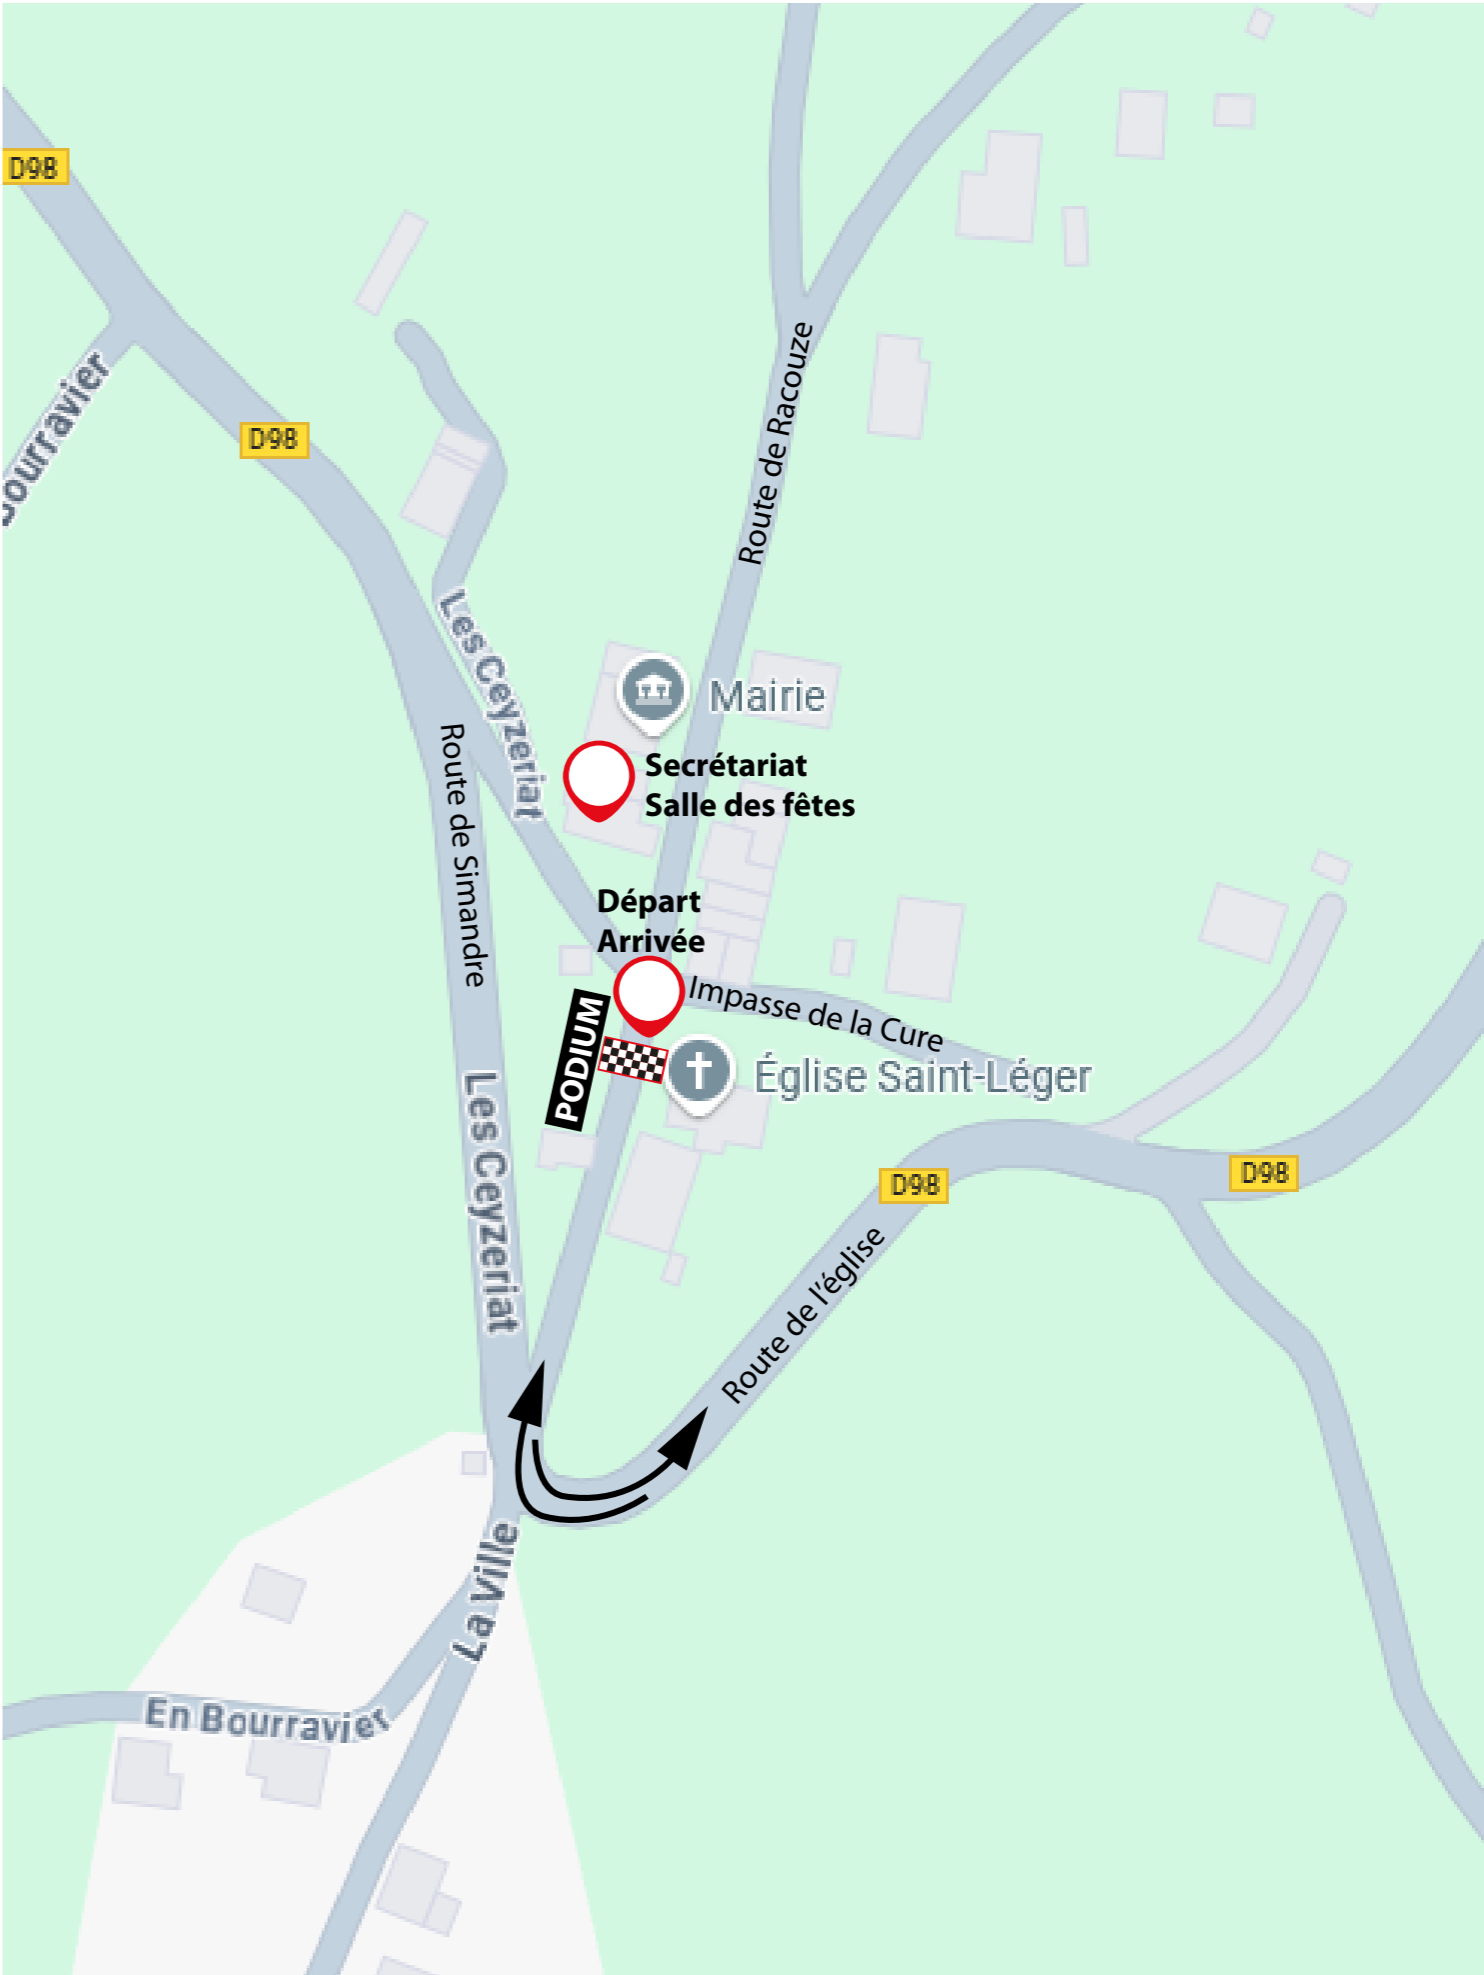 D98
D98
Bourravier
Route de Racouze
Les Ceyzeriat
Mairie
Secrétariat
Salle des fêtes
Route de Simandre
Départ
Arrivée
Impasse de la Cure
PODIUM
Église Saint-Léger
Les Ceyzeriat
D98
D98
Route de l'église
La Ville
En Bourravier